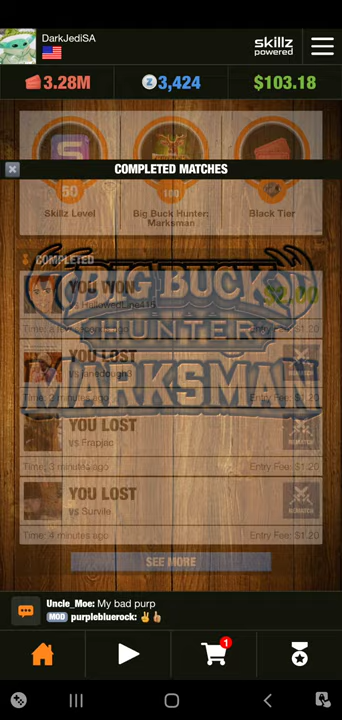 DarkJediSA
skillz
powered
3.28M
Z 3,424
$103.18
50
100
Skillz Level
Big Buck Hunter: Marksman
Black Tier
COMPLETED MATCHES
COMPLETED
BIG BUCK
HUNTER
MARKSMAN
YOU WON
$2.00
Entry Fee: $1.20
YOU LOST
REMATCH
Time: 2 minutes ago
Entry Fee: $1.20
YOU LOST
vs Frapjac
REMATCH
Time: 3 minutes ago
Entry Fee: $1.20
YOU LOST
vs Survile
REMATCH
Time: 4 minutes ago
Entry Fee: $1.20
SEE MORE
Uncle_Moe: My bad purp
MOD purplebluerock: ✌️👆
1